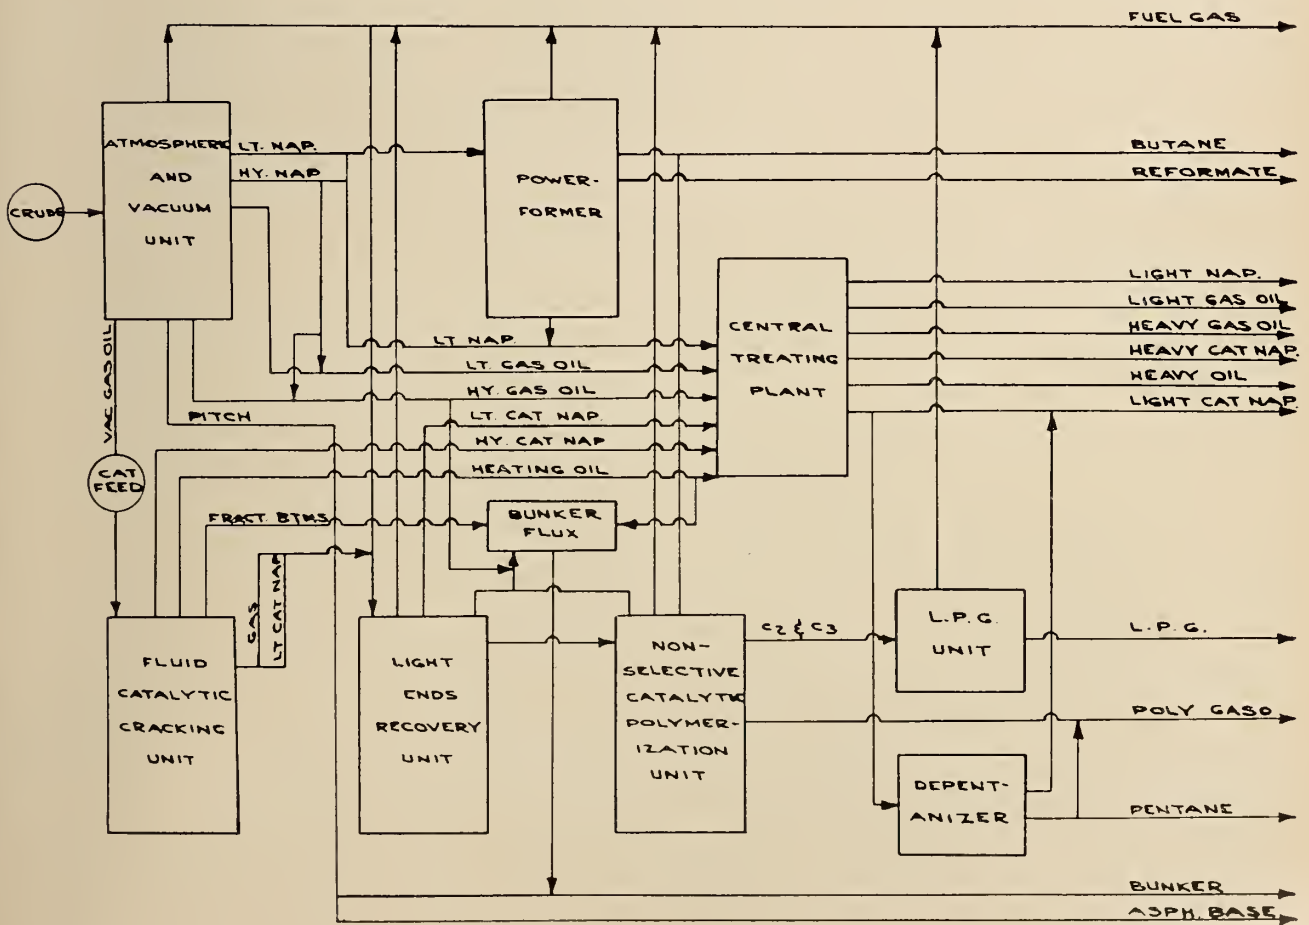 FUEL GAS
ATMOSPHERIC
AND
VACUUM
UNIT
LT. NAP.
HY. NAP
POWER-
FORMER
BUTANE
REFORMATE
CRUDE
CENTRAL
TREATING
PLANT
LIGHT NAP.
LIGHT GAS OIL
HEAVY GAS OIL
HEAVY CAT NAP.
HEAVY OIL
LIGHT CAT NAP.
LT NAP.
LT. GAS OIL
HY. GAS OIL
LT. CAT NAP.
HY. CAT NAP
HEATING OIL
VAC GAS OIL
PITCH
CAT
FEED
FRACT. BTMS
BUNKER
FLUX
GAS
LT CAT NAP
FLUID
CATALYTIC
CRACKING
UNIT
LIGHT
ENDS
RECOVERY
UNIT
NON-
SELECTIVE
CATALYTIC
POLYMER-
IZATION
UNIT
C2 & C3
L.P.G.
UNIT
L.P.G.
POLY GASO
DEPENT-
ANIZER
PENTANE
BUNKER
ASPH. BASE